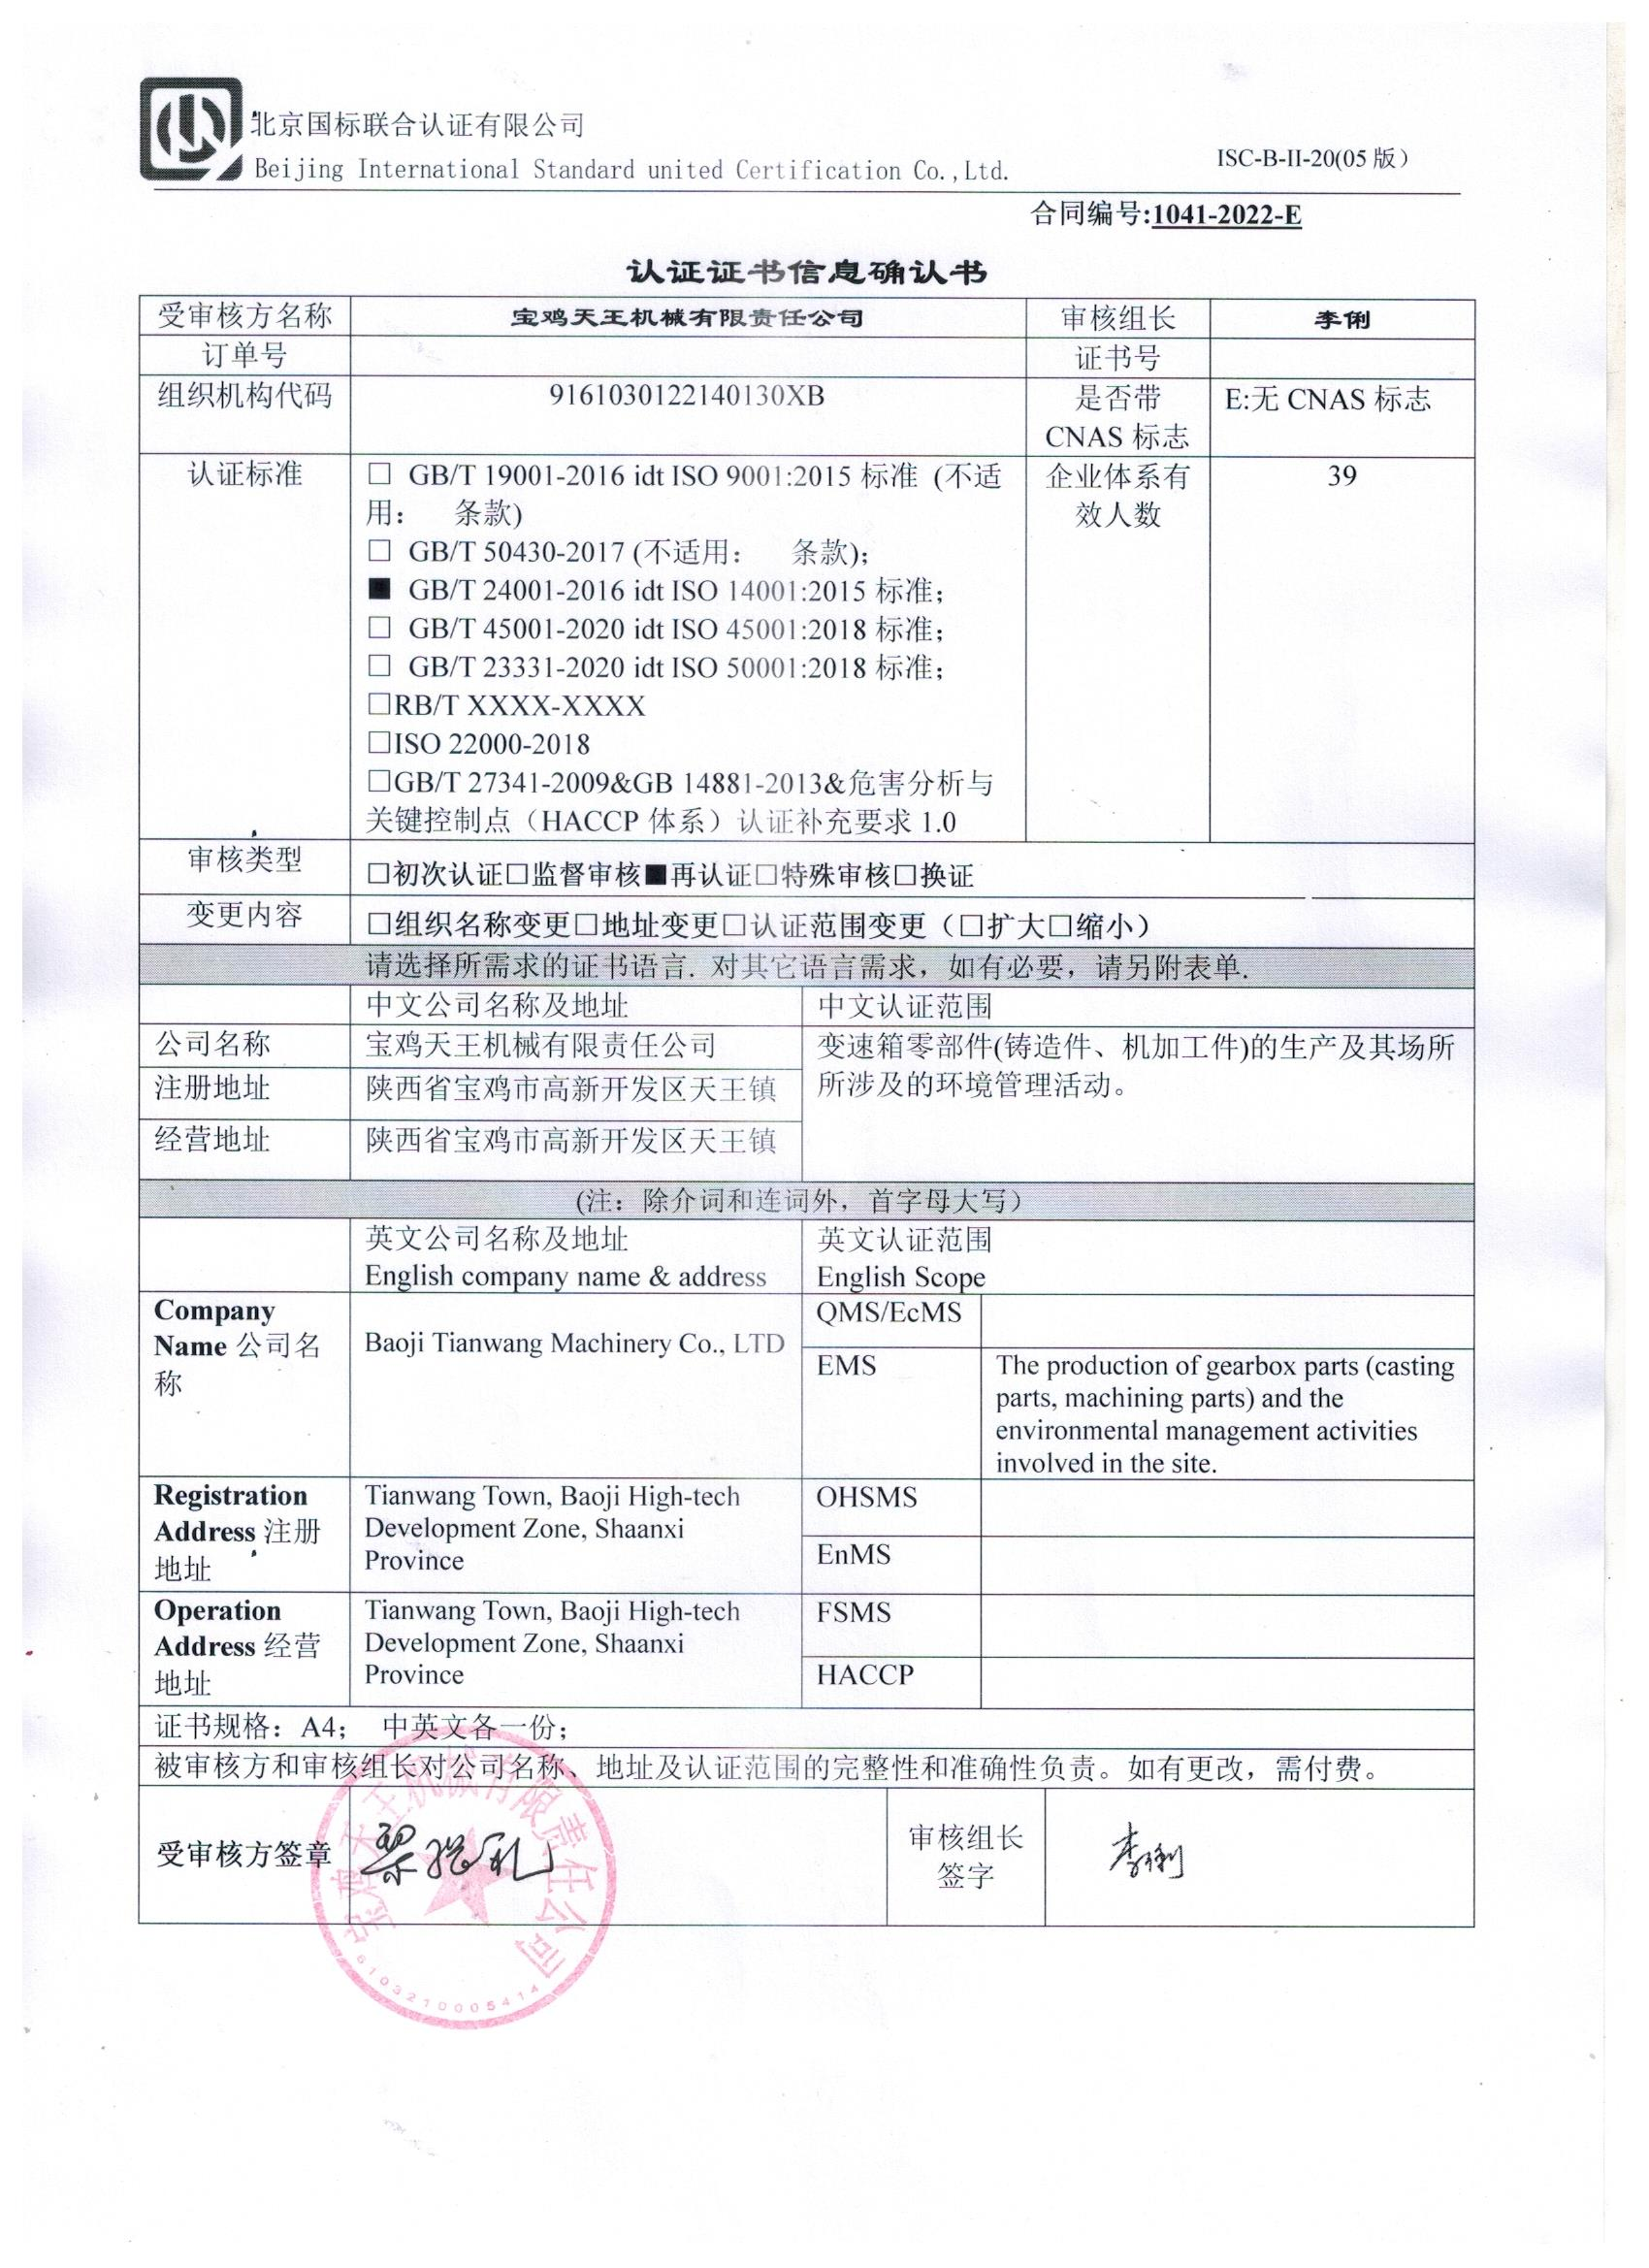 北京国标联合认证有限公司
Beijing International Standard united Certification Co.,Ltd.
ISC-B-II-20(05 版)
合同编号:1041-2022-E
认证证书信息确认书
受审核方名称 宝鸡天王机械有限责任公司 审核组长 李俐
订单号 证书号
组织机构代码 9161030122140130XB 是否带 E:无 CNAS 标志
CNAS 标志
认证标准 □ GB/T 19001-2016 idt ISO 9001:2015 标准 (不适 企业体系有 39
用： 条款) 效人数
□ GB/T 50430-2017 (不适用： 条款);
■ GB/T 24001-2016 idt ISO 14001:2015 标准；
□ GB/T 45001-2020 idt ISO 45001:2018 标准；
□ GB/T 23331-2020 idt ISO 50001:2018 标准；
□RB/T XXXX-XXXX
□ISO 22000-2018
□GB/T 27341-2009&GB 14881-2013&危害分析与
关键控制点（HACCP 体系）认证补充要求 1.0
审核类型 □初次认证□监督审核■再认证□特殊审核□换证
变更内容 □组织名称变更□地址变更□认证范围变更（□扩大□缩小）
请选择所需求的证书语言. 对其它语言需求，如有必要，请另附表单.
中文公司名称及地址 中文认证范围
公司名称 宝鸡天王机械有限责任公司 变速箱零部件(铸造件、机加工件)的生产及其场所
注册地址 陕西省宝鸡市高新开发区天王镇 所涉及的环境管理活动。
经营地址 陕西省宝鸡市高新开发区天王镇
(注：除介词和连词外，首字母大写）
英文公司名称及地址 英文认证范围
English company name & address English Scope
Company QMS/EcMS
Name 公司名 Baoji Tianwang Machinery Co., LTD
称
EMS The production of gearbox parts (casting
parts, machining parts) and the
environmental management activities
involved in the site.
Registration Tianwang Town, Baoji High-tech OHSMS
Address 注册 Development Zone, Shaanxi
地址 Province EnMS
Operation Tianwang Town, Baoji High-tech FSMS
Address 经营 Development Zone, Shaanxi
地址 Province HACCP
证书规格：A4； 中英文各一份；
被审核方和审核组长对公司名称、地址及认证范围的完整性和准确性负责。如有更改，需付费。
受审核方签章 审核组长 李俐
签字
宝鸡天王机械有限责任公司
6103210005414